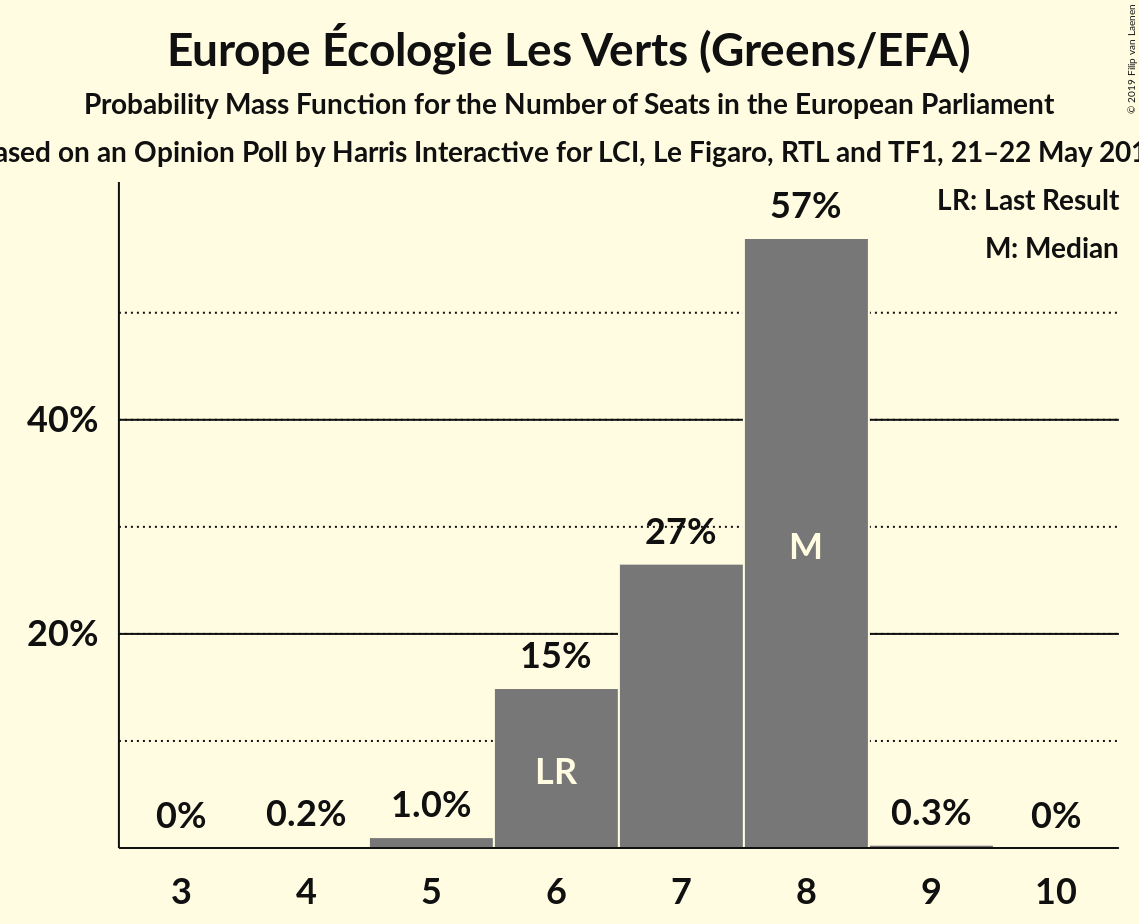 Europe Écologie Les Verts (Greens/EFA)
Probability Mass Function for the Number of Seats in the European Parliament
on an Opinion Poll by Harris Interactive for LCI, Le Figaro, RTL and TF1, 21–22 May
© 2019 Filip van Laenen
LR: Last Result
M: Median
57%
40%
27%
M
20%
15%
LR
0% 0.2% 1.0% 0.3% 0%
3 4 5 6 7 8 9 10